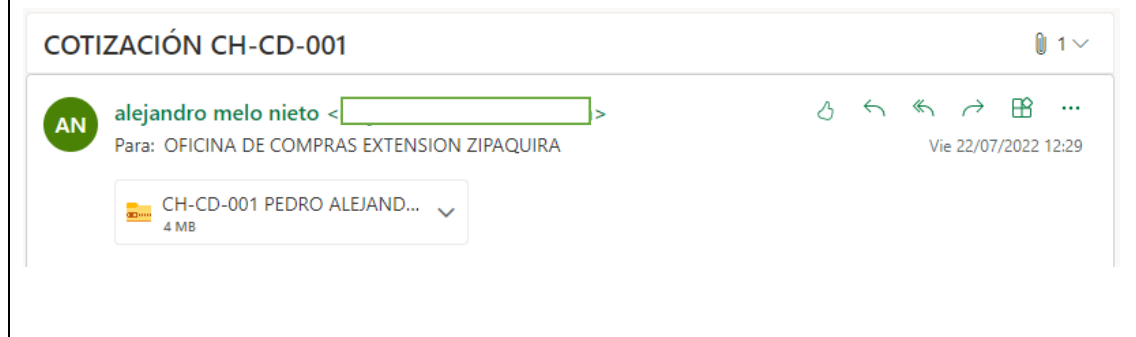 COTIZACIÓN CH-CD-001
1
AN
alejandro melo nieto < >
Para: OFICINA DE COMPRAS EXTENSION ZIPAQUIRA
Vie 22/07/2022 12:29
CH-CD-001 PEDRO ALEJAND...
4 MB